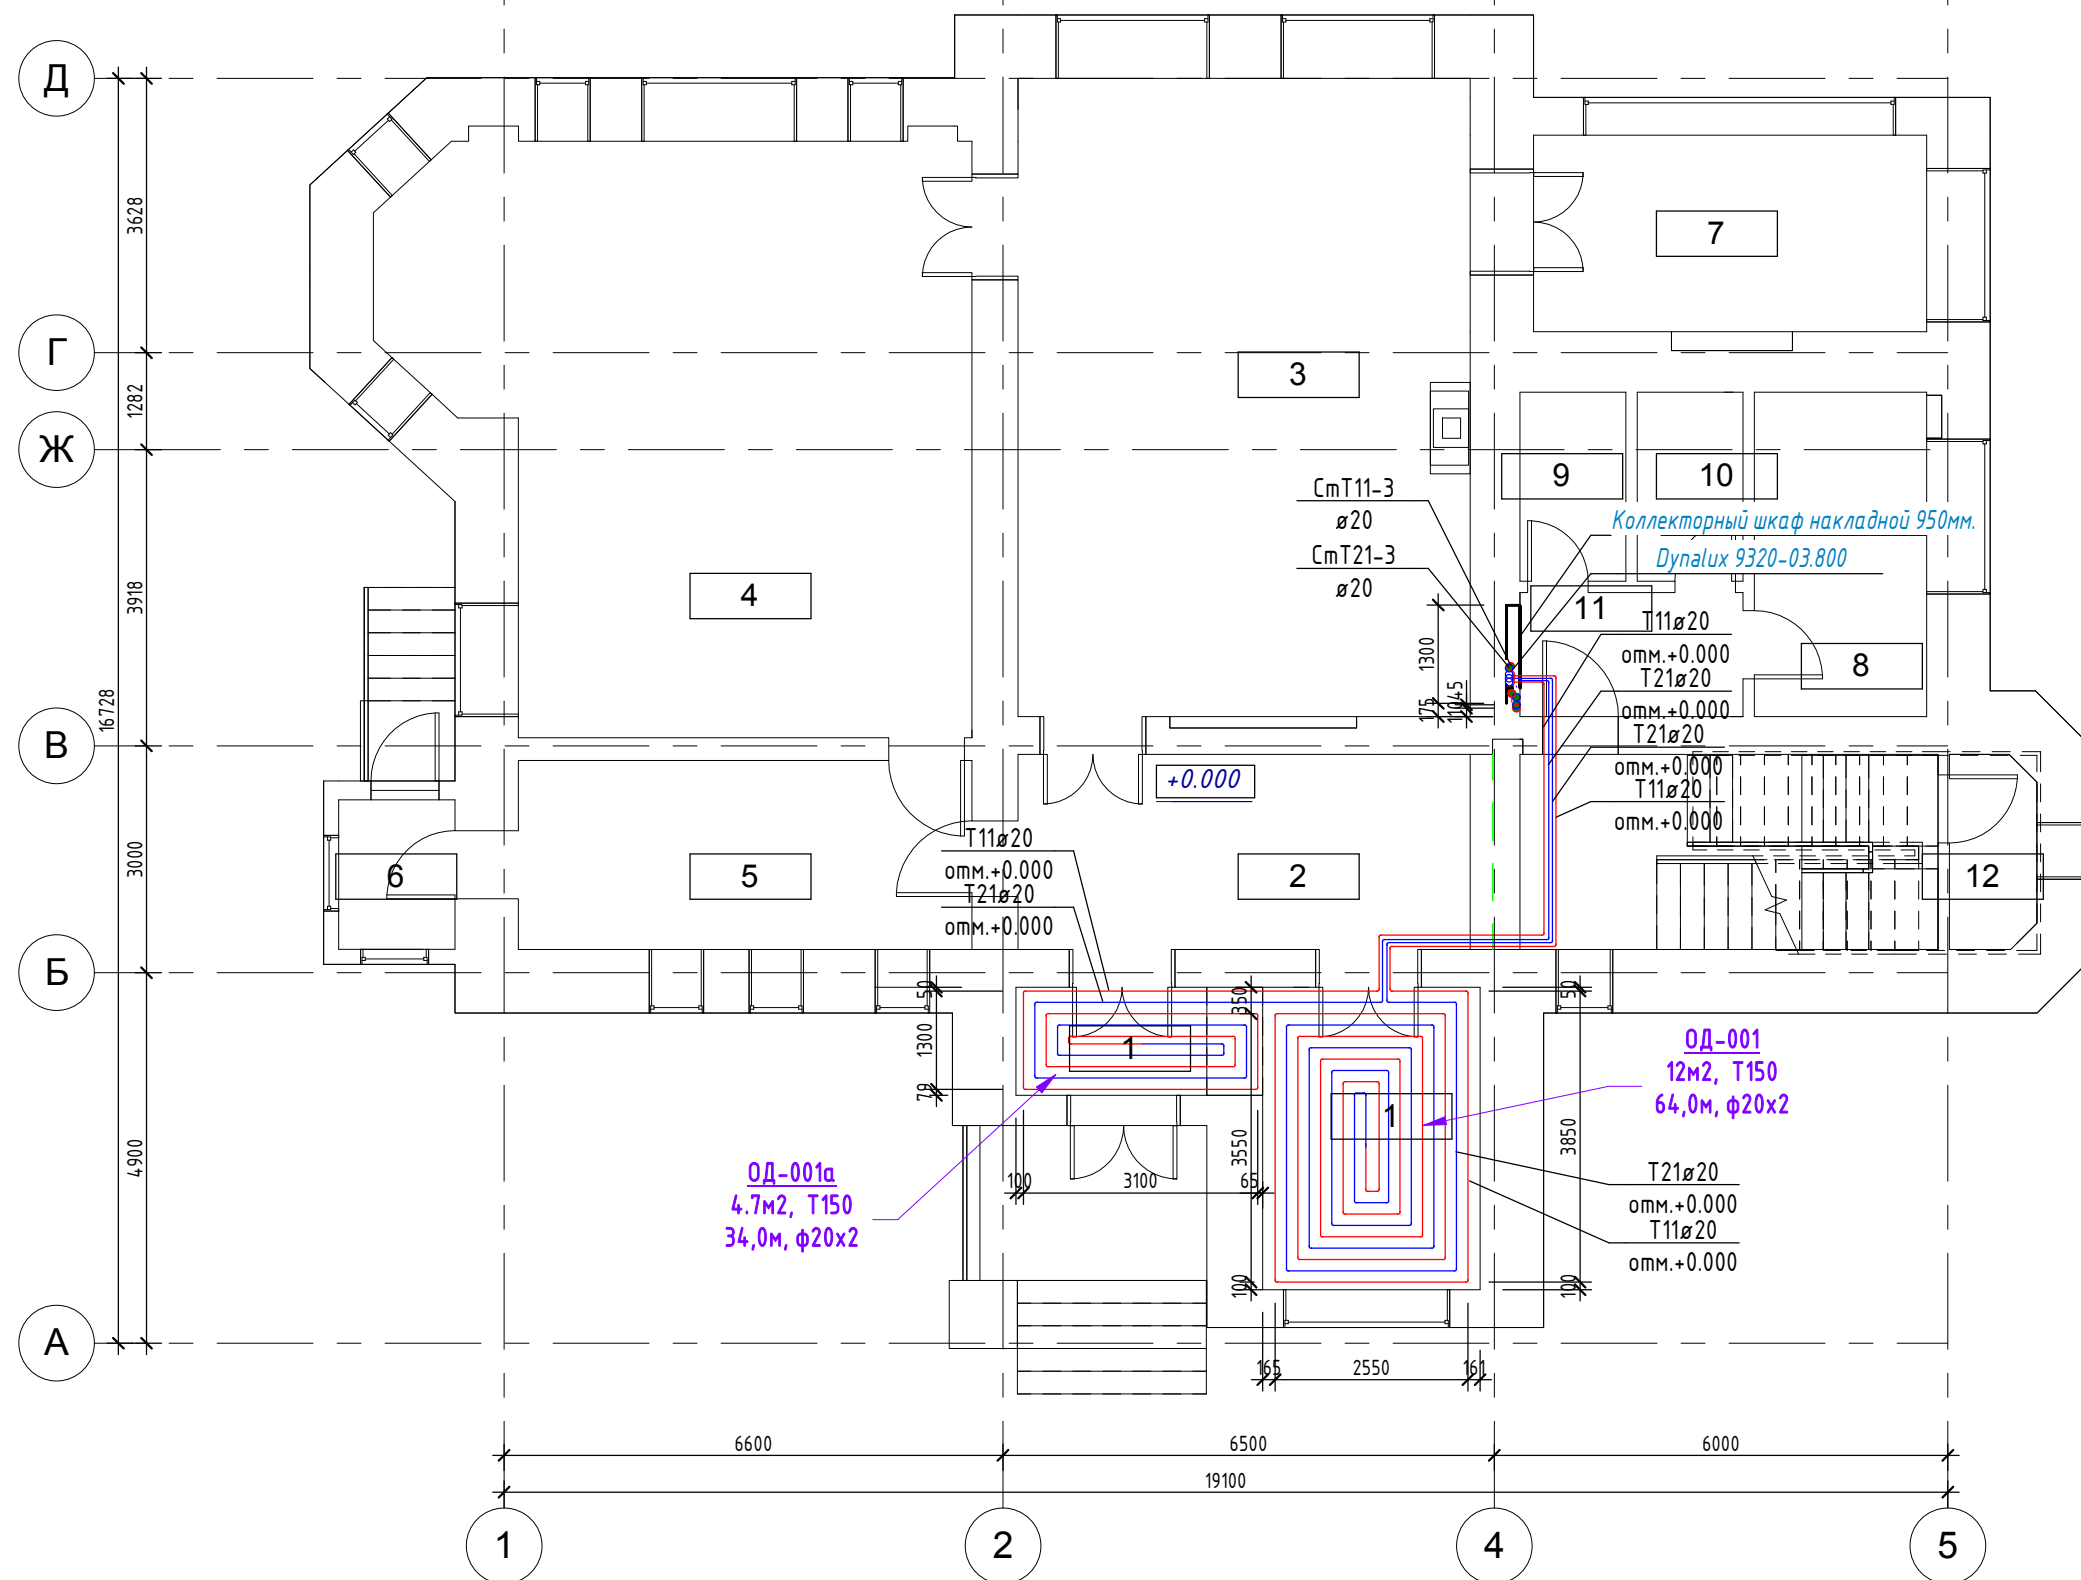 Д
3628
7
Г
3
1282
Ж
9
10
СтТ11-3
ø20
Коллекторный шкаф накладной 950мм.
СтТ21-3
ø20
Dynalux 9320-03.800
3918
4
11
Т11ø20
отм.+0.000
1300
8
Т21ø20
отм.+0.000
45
175
110
16728
В
Т21ø20
отм.+0.000
+0.000
Т11ø20
отм.+0.000
3000
Т11ø20
отм.+0.000
6
5
2
12
Т21ø20
отм.+0.000
Б
50
350
50
1300
1
ОД-001
12м2, Т150
64,0м, ф20х2
79
1
4900
3550
3850
ОД-001а
4.7м2, Т150
34,0м, ф20х2
100
3100
65
Т21ø20
отм.+0.000
Т11ø20
отм.+0.000
100
100
А
165
2550
161
6600
6500
6000
19100
1
2
4
5